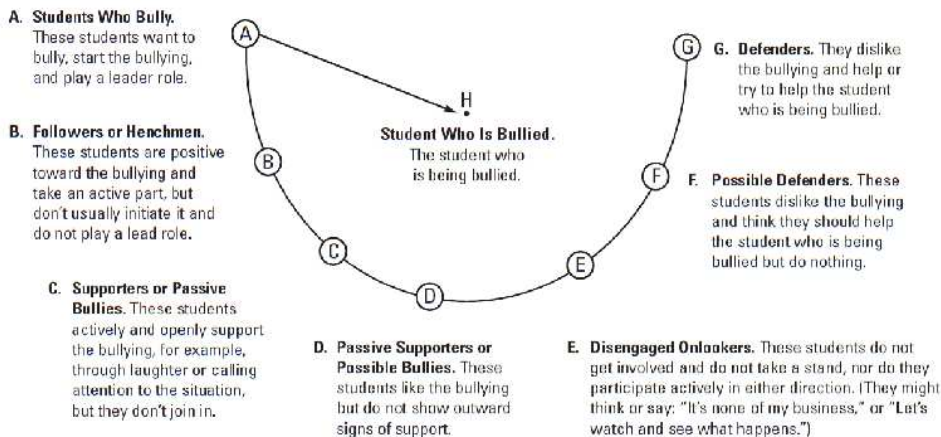 A. Students Who Bully.
These students want to
bully, start the bullying,
and play a leader role.
B. Followers or Henchmen.
These students are positive
toward the bullying and
take an active part, but
don't usually initiate it and
do not play a lead role.
C. Supporters or Passive
Bullies. These students
actively and openly support
the bullying, for example,
through laughter or calling
attention to the situation,
but they don't join in.
D. Passive Supporters or
Possible Bullies. These
students like the bullying
but do not show outward
signs of support.
E. Disengaged Onlookers. These students do not
get involved and do not take a stand, nor do they
participate actively in either direction. (They might
think or say: "It's none of my business," or "Let's
watch and see what happens.")
F. Possible Defenders. These
students dislike the bullying
and think they should help
the student who is being
bullied but do nothing.
G. Defenders. They dislike
the bullying and help or
try to help the student
who is being bullied.
H
Student Who Is Bullied.
The student who
is being bullied.
A
B
C
D
E
F
G